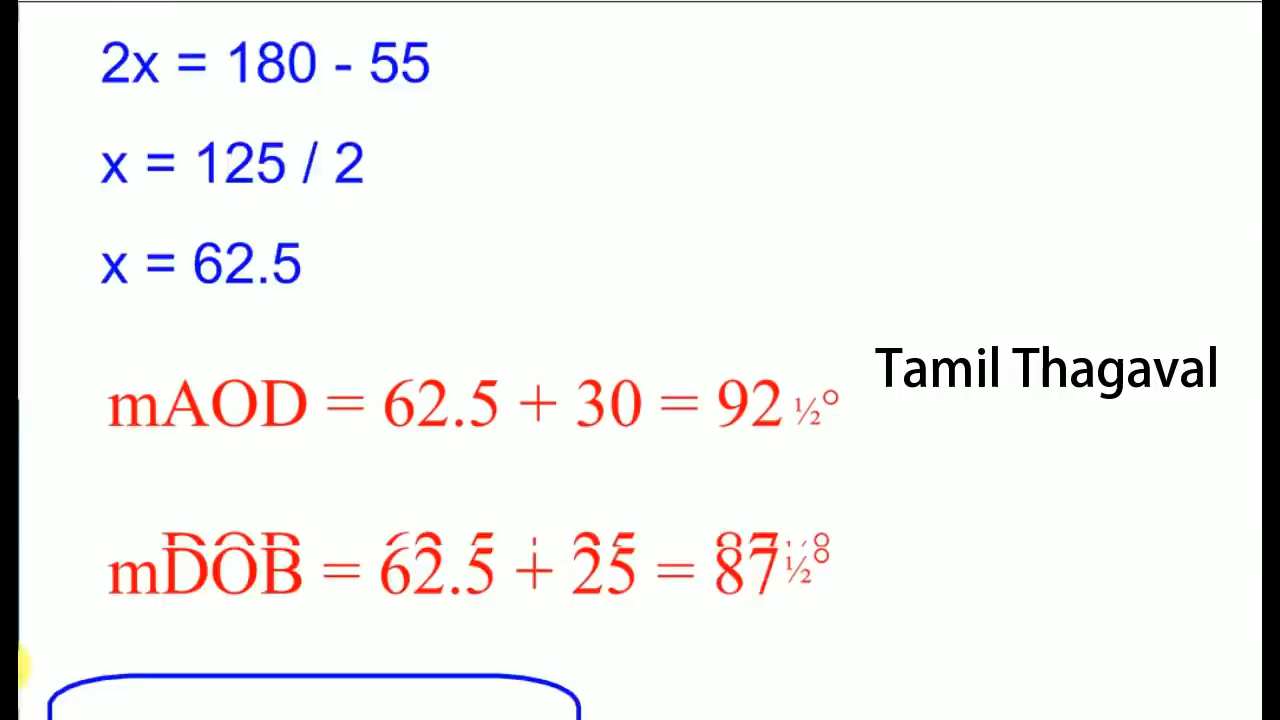 2x = 180 - 55
x = 125 / 2
x = 62.5
Tamil Thagaval
mAOD = 62.5 + 30 = 92 ½°
mDOB = 62.5 + 25 = 87½°